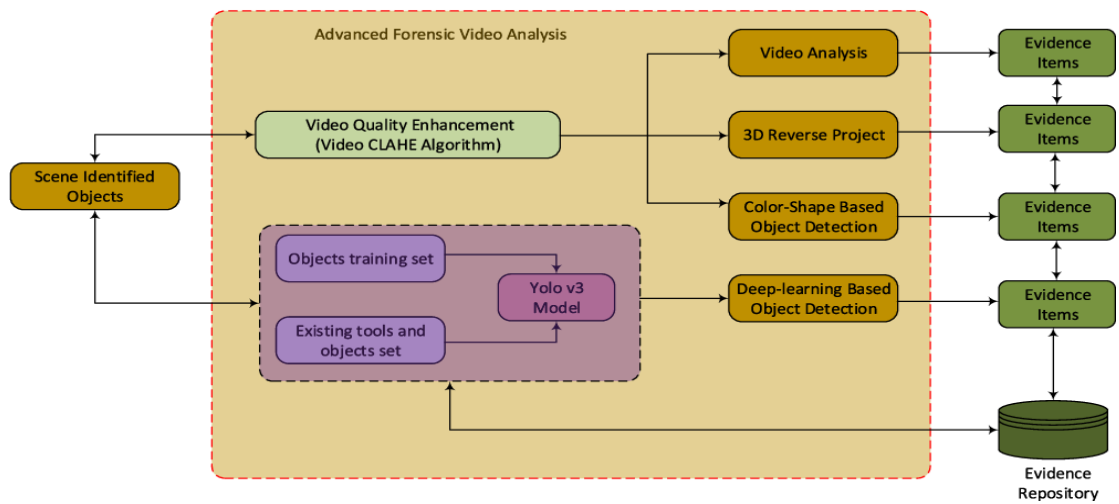 Advanced Forensic Video Analysis
Video Analysis
Evidence
Items
Video Quality Enhancement
(Video CLAHE Algorithm)
3D Reverse Project
Evidence
Items
Scene Identified
Objects
Color-Shape Based
Object Detection
Evidence
Items
Objects training set
Yolo v3
Model
Existing tools and
objects set
Deep-learning Based
Object Detection
Evidence
Items
Evidence
Repository